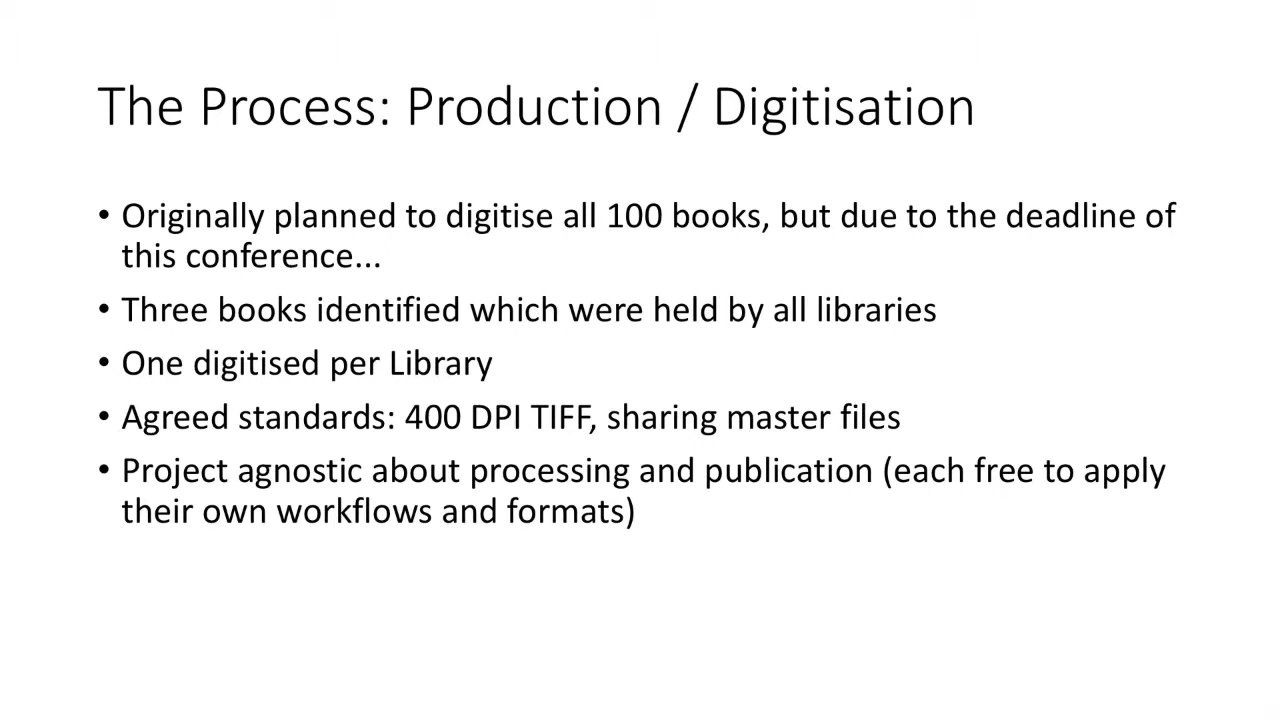 The Process: Production / Digitisation
• Originally planned to digitise all 100 books, but due to the deadline of
this conference...
• Three books identified which were held by all libraries
• One digitised per Library
• Agreed standards: 400 DPI TIFF, sharing master files
• Project agnostic about processing and publication (each free to apply
their own workflows and formats)